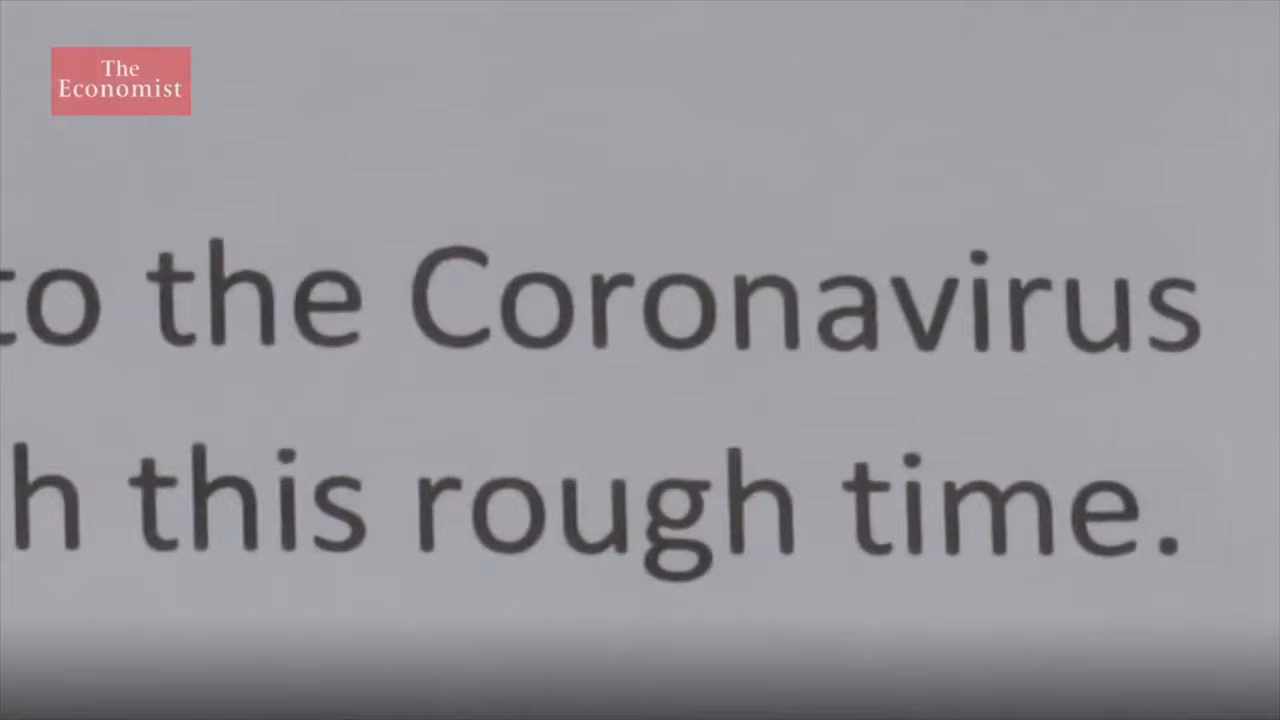 The
Economist
to the Coronavirus
h this rough time.